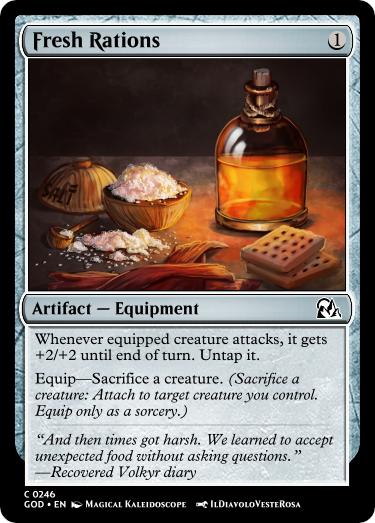 Fresh Rations
1
SALT
Artifact — Equipment
Whenever equipped creature attacks, it gets
+2/+2 until end of turn. Untap it.
Equip—Sacrifice a creature. (Sacrifice a
creature: Attach to target creature you control.
Equip only as a sorcery.)
“And then times got harsh. We learned to accept
unexpected food without asking questions.”
—Recovered Volkyr diary
C 0246
GOD • EN Magical Kaleidoscope IlDiavoloVesteRosa